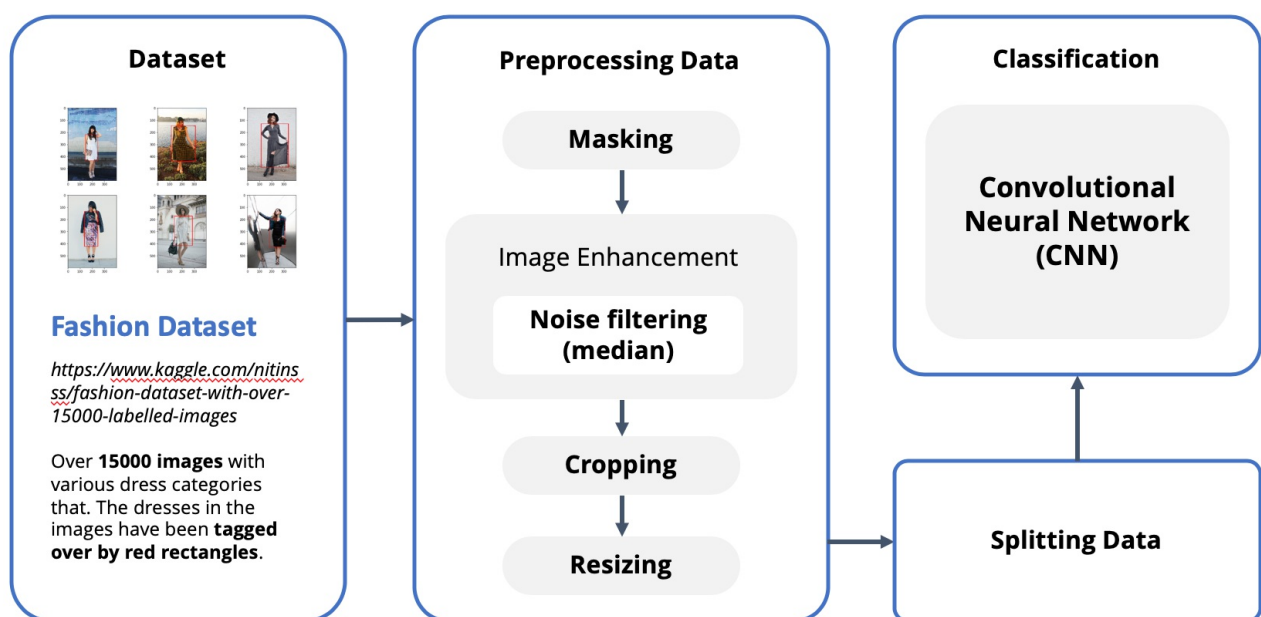 Dataset
Fashion Dataset
https://www.kaggle.com/nitins
ss/fashion-dataset-with-over-
15000-labelled-images
Over 15000 images with
various dress categories
that. The dresses in the
images have been tagged
over by red rectangles.
Preprocessing Data
Masking
Image Enhancement
Noise filtering
(median)
Cropping
Resizing
Classification
Convolutional
Neural Network
(CNN)
Splitting Data